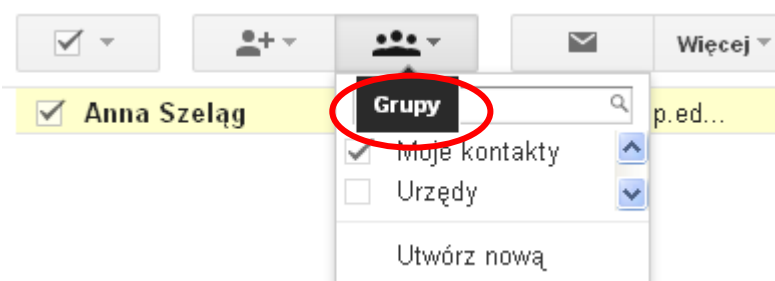 Więcej
Anna Szeląg
Grupy
p.ed...
Moje kontakty
Urzędy
Utwórz nową